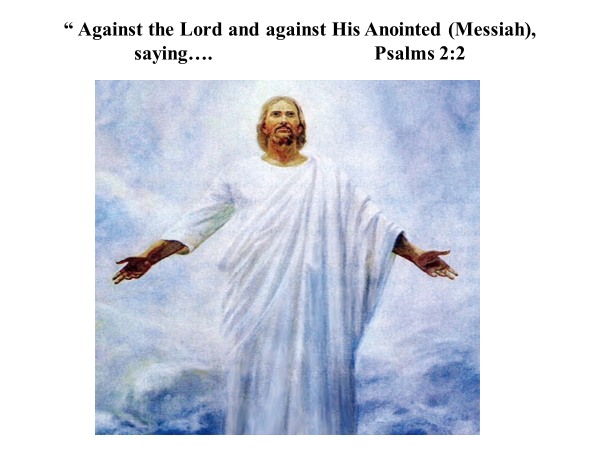 “ Against the Lord and against His Anointed (Messiah),
saying…. Psalms 2:2